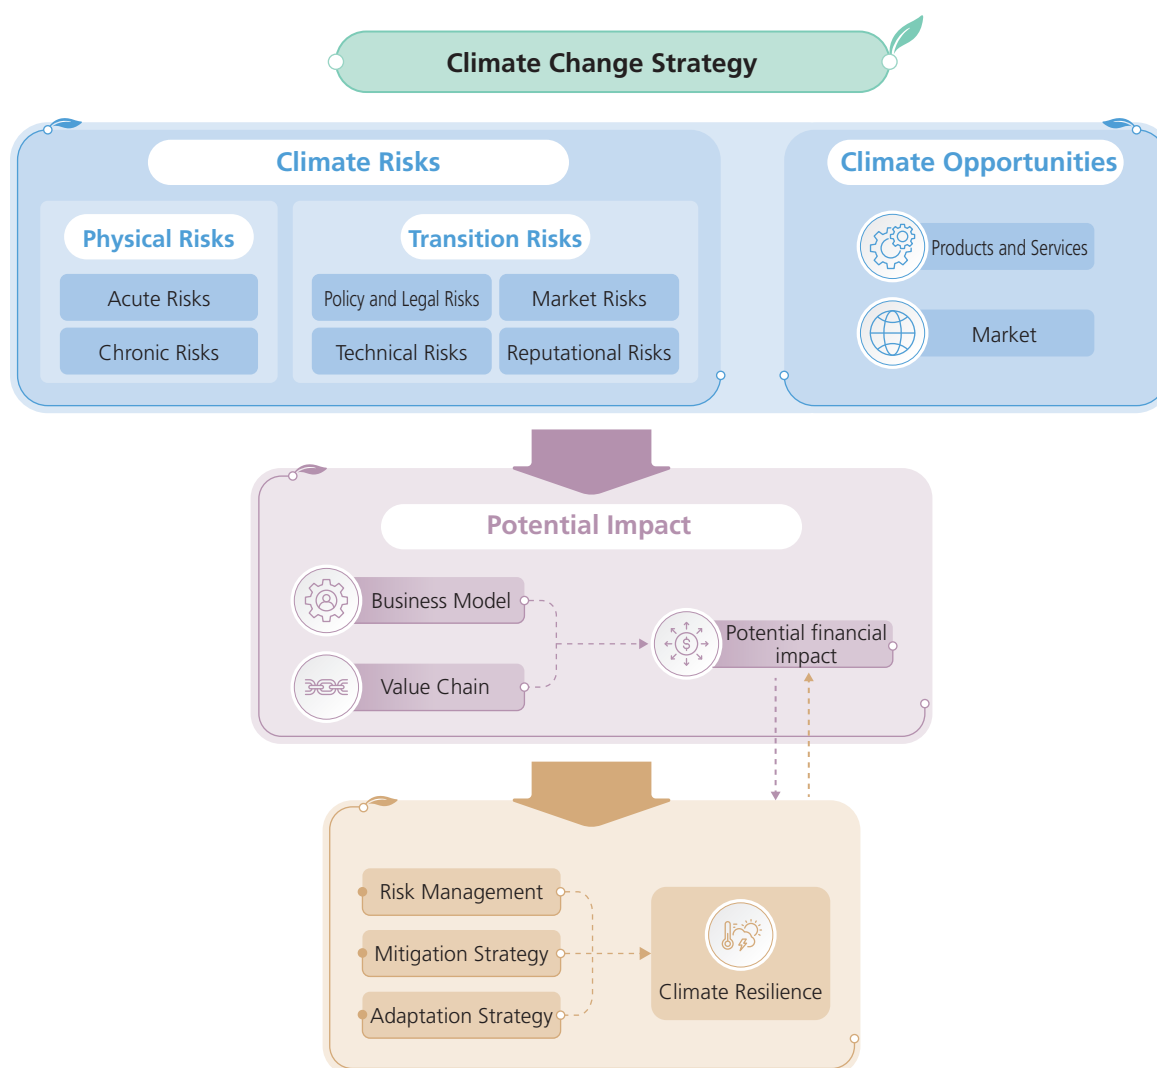 Climate Change Strategy
Climate Risks
Physical Risks
Acute Risks
Chronic Risks
Transition Risks
Policy and Legal Risks
Market Risks
Technical Risks
Reputational Risks
Climate Opportunities
Products and Services
Market
Potential Impact
Business Model
Value Chain
Potential financial
impact
$
Risk Management
Mitigation Strategy
Adaptation Strategy
Climate Resilience